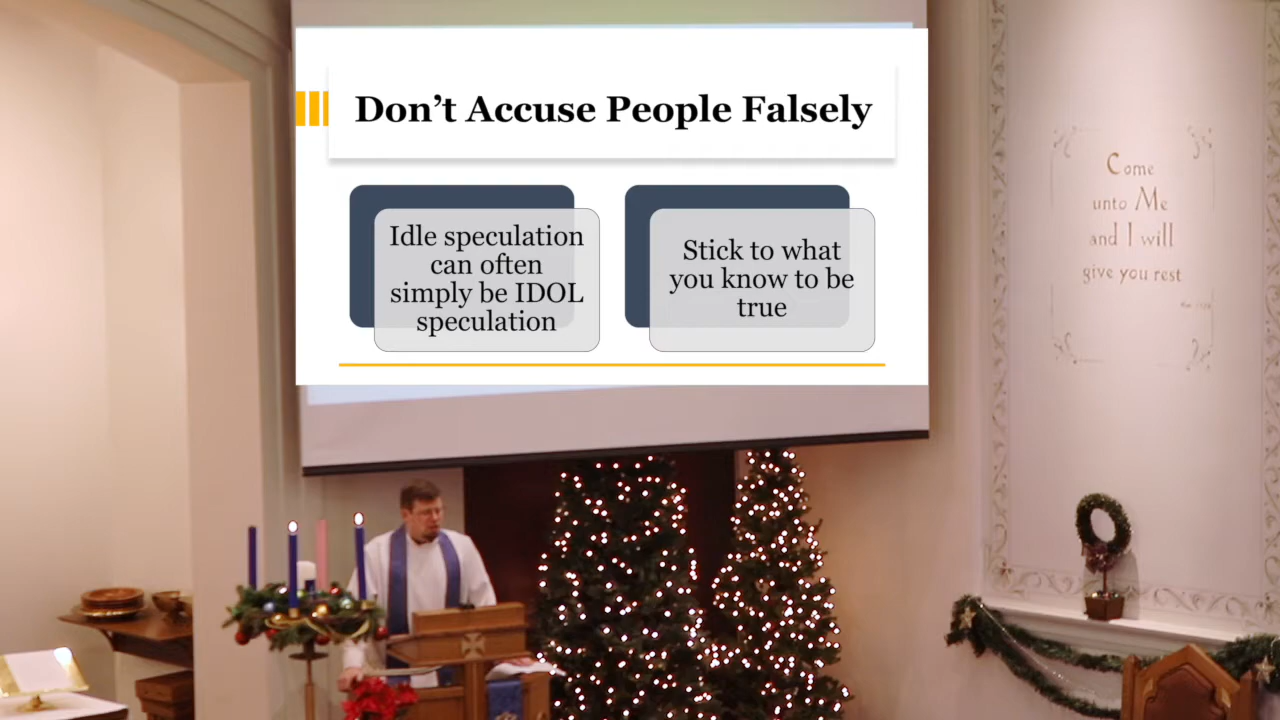 Don’t Accuse People Falsely
Idle speculation
can often
simply be IDOL
speculation
Stick to what
you know to be
true
Come
unto Me
and I will
give you rest